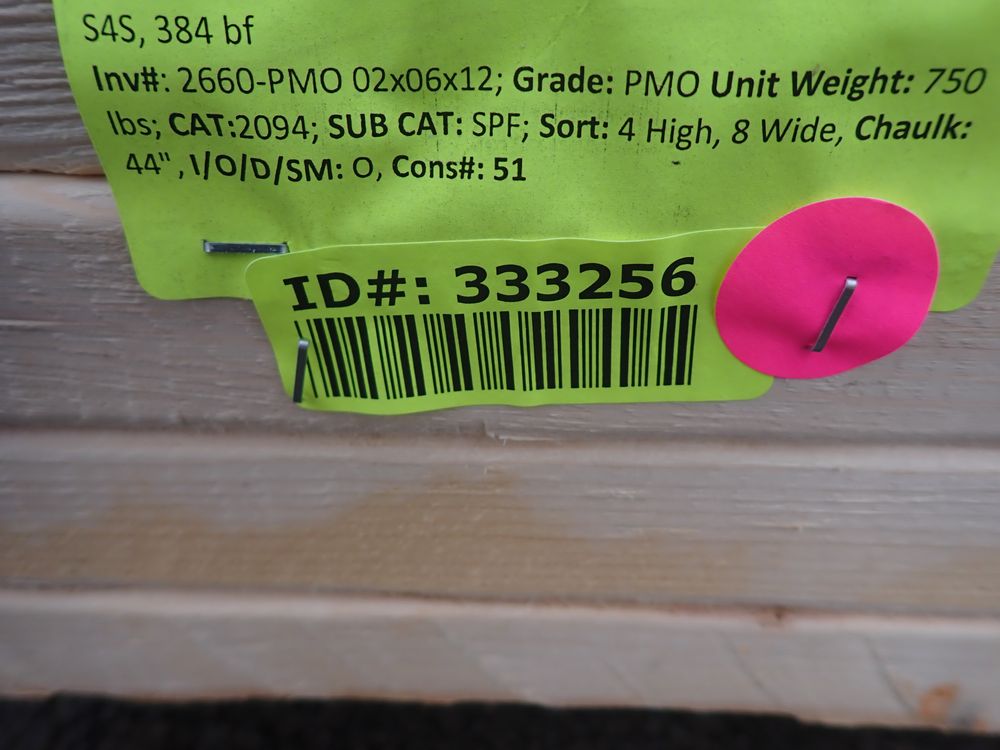 S4S, 384 bf
Inv#: 2660-PMO 02x06x12; Grade: PMO Unit Weight: 750
lbs; CAT:2094; SUB CAT: SPF; Sort: 4 High, 8 Wide, Chaulk:
44", I/O/D/SM: O, Cons#: 51
ID#: 333256